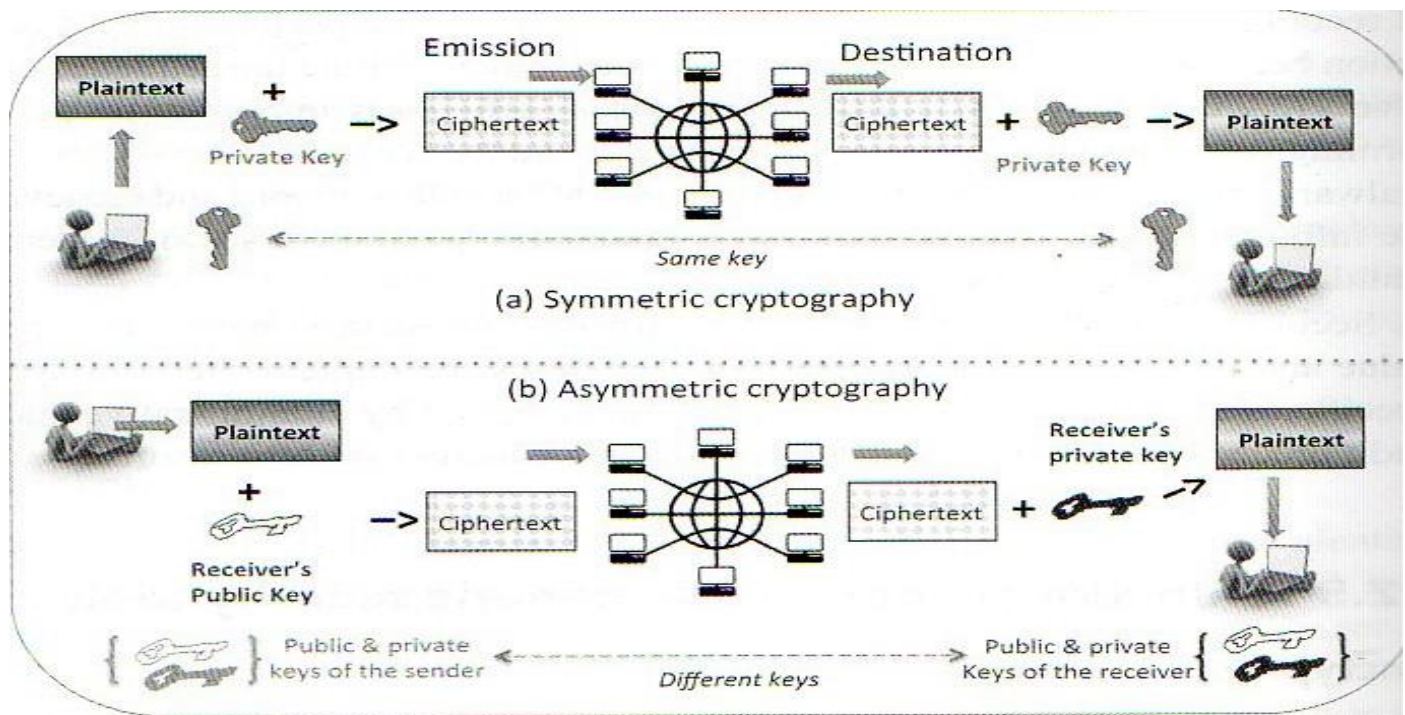 Emission
Destination
Plaintext
+
Private Key
Ciphertext
Ciphertext
+
Private Key
Plaintext
Same key
(a) Symmetric cryptography
(b) Asymmetric cryptography
Plaintext
+
Receiver's
Public Key
Ciphertext
Ciphertext
+
Receiver's
private key
Plaintext
{ } Public & private
keys of the sender
Different keys
Public & private
Keys of the receiver { }